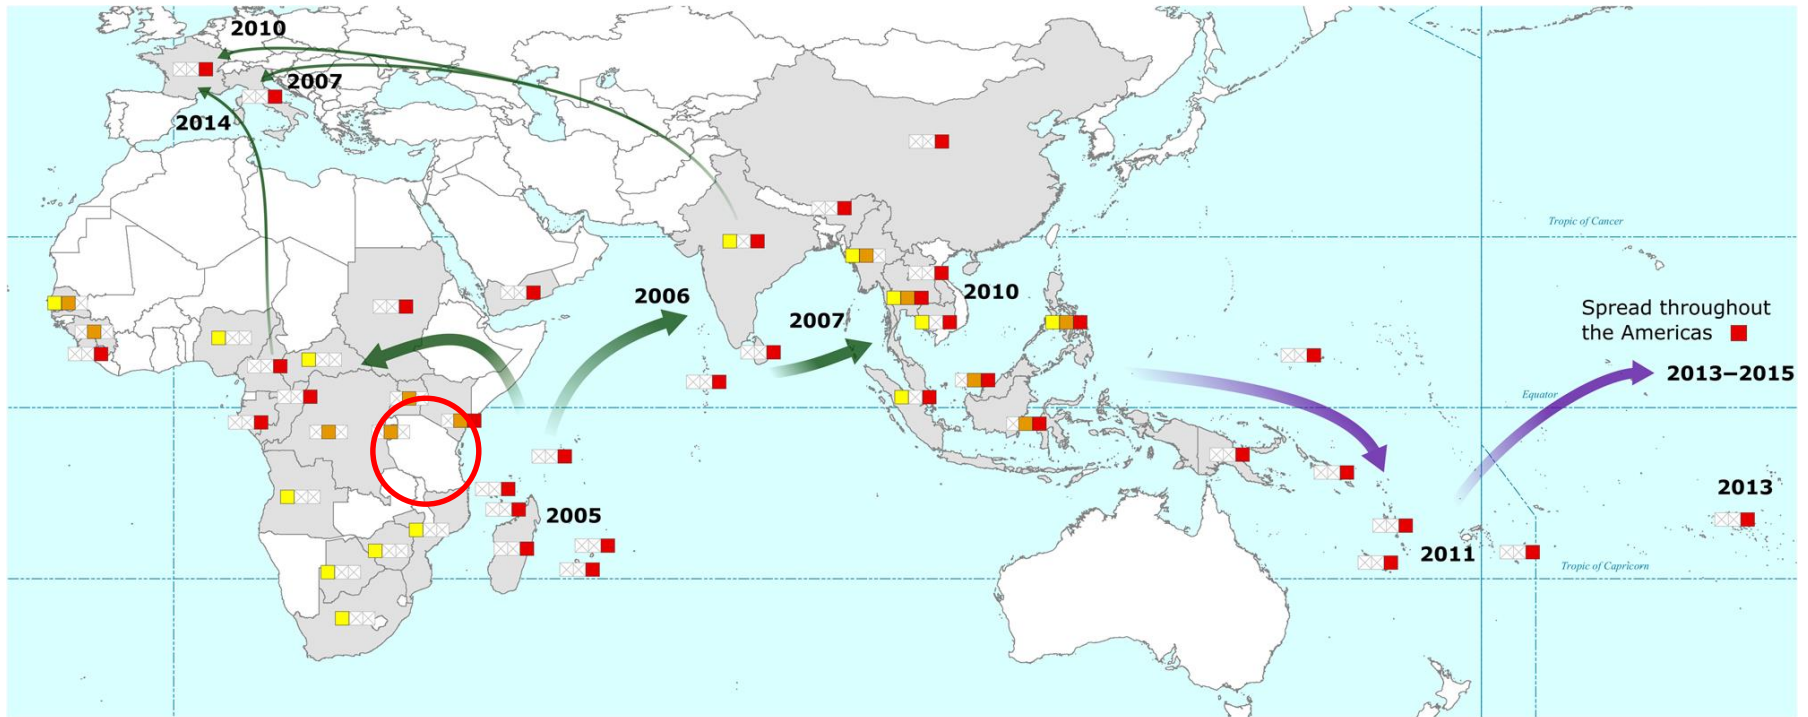 2010
2007
2014
Tropic of Cancer
2006
2010
2007
Spread throughout
the Americas
2013–2015
Equator
2013
2005
2011
Tropic of Capricorn